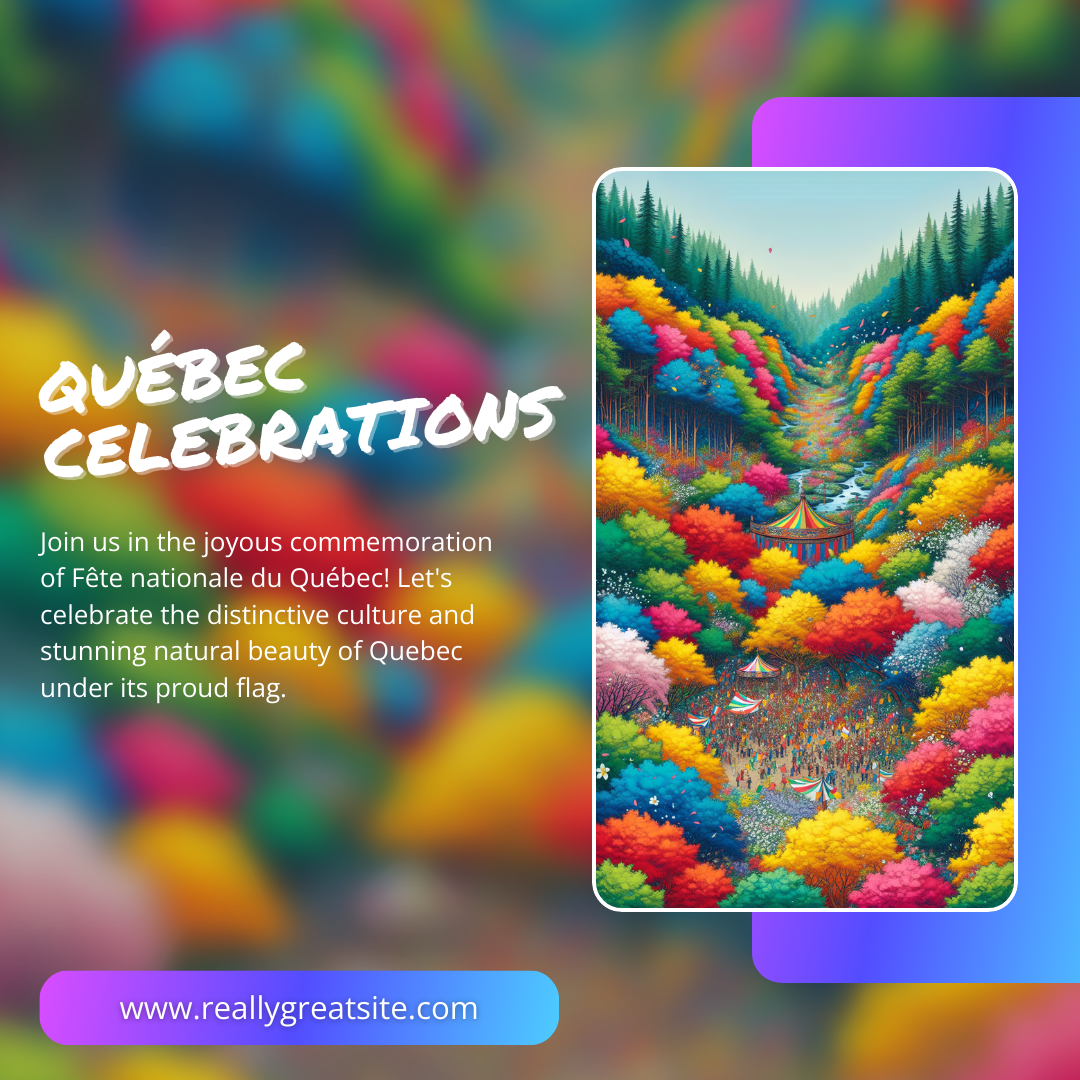 QUÉBEC
CELEBRATIONS
Join us in the joyous commemoration
of Fête nationale du Québec! Let's
celebrate the distinctive culture and
stunning natural beauty of Quebec
under its proud flag.
www.reallygreatsite.com